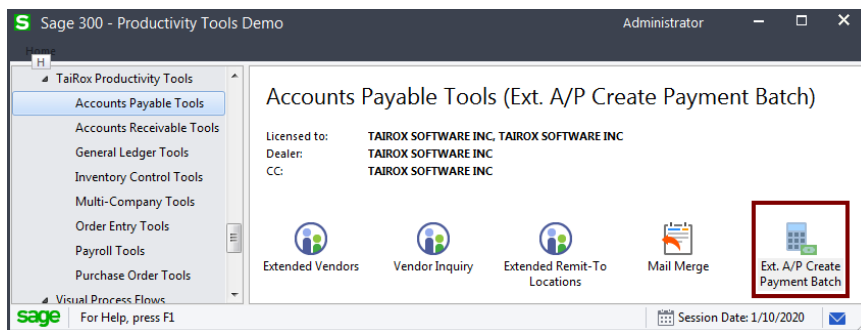 S Sage 300 - Productivity Tools Demo
Administrator
Home
H
TaiRox Productivity Tools
Accounts Payable Tools
Accounts Receivable Tools
General Ledger Tools
Inventory Control Tools
Multi-Company Tools
Order Entry Tools
Payroll Tools
Purchase Order Tools
Visual Process Flows
Accounts Payable Tools (Ext. A/P Create Payment Batch)
Licensed to: TAIROX SOFTWARE INC, TAIROX SOFTWARE INC
Dealer: TAIROX SOFTWARE INC
CC: TAIROX SOFTWARE INC
Extended Vendors
Vendor Inquiry
Extended Remit-To
Locations
Mail Merge
Ext. A/P Create
Payment Batch
sage For Help, press F1
Session Date: 1/10/2020